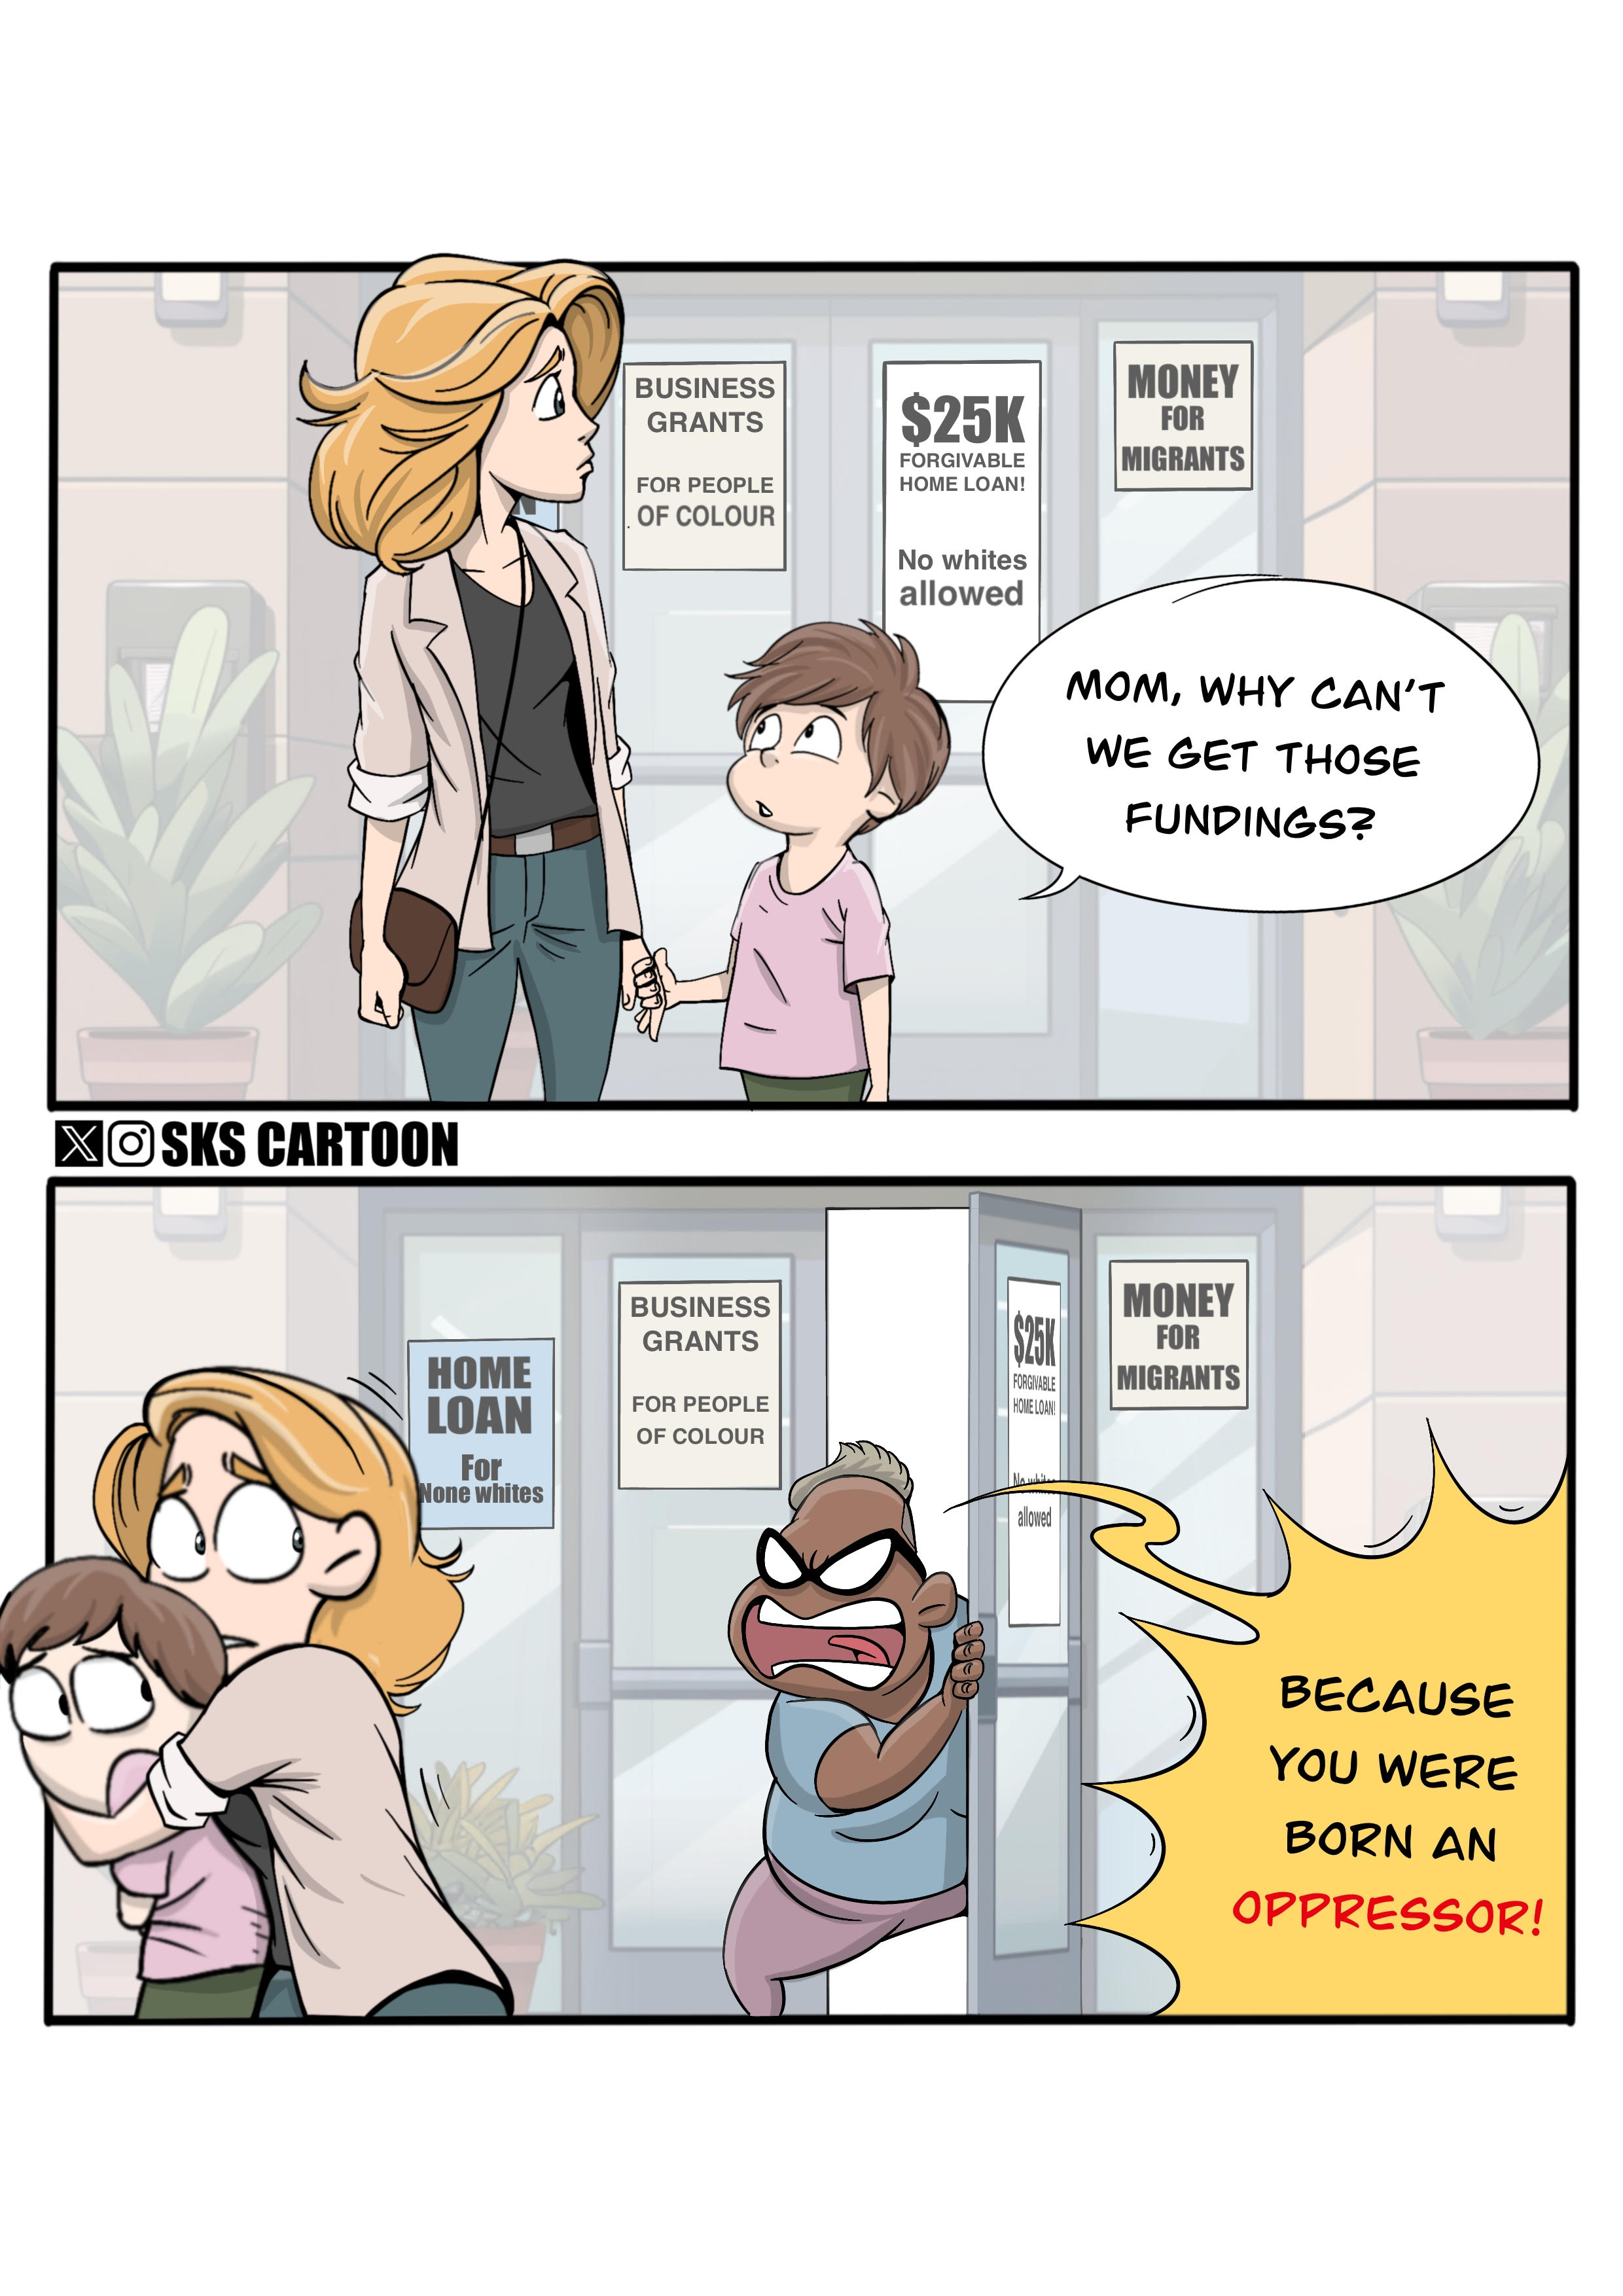 BUSINESS
GRANTS
FOR PEOPLE
OF COLOUR
$25K
FORGIVABLE
HOME LOAN!
No whites
allowed
MONEY
FOR
MIGRANTS
N
MOM, WHY CAN'T
WE GET THOSE
FUNDINGS?
SKS CARTOON
HOME
LOAN
For
None whites
BUSINESS
GRANTS
FOR PEOPLE
OF COLOUR
$25K
FORGIVABLE
HOME LOAN!
No whites
allowed
MONEY
FOR
MIGRANTS
BECAUSE
YOU WERE
BORN AN
OPPRESSOR!